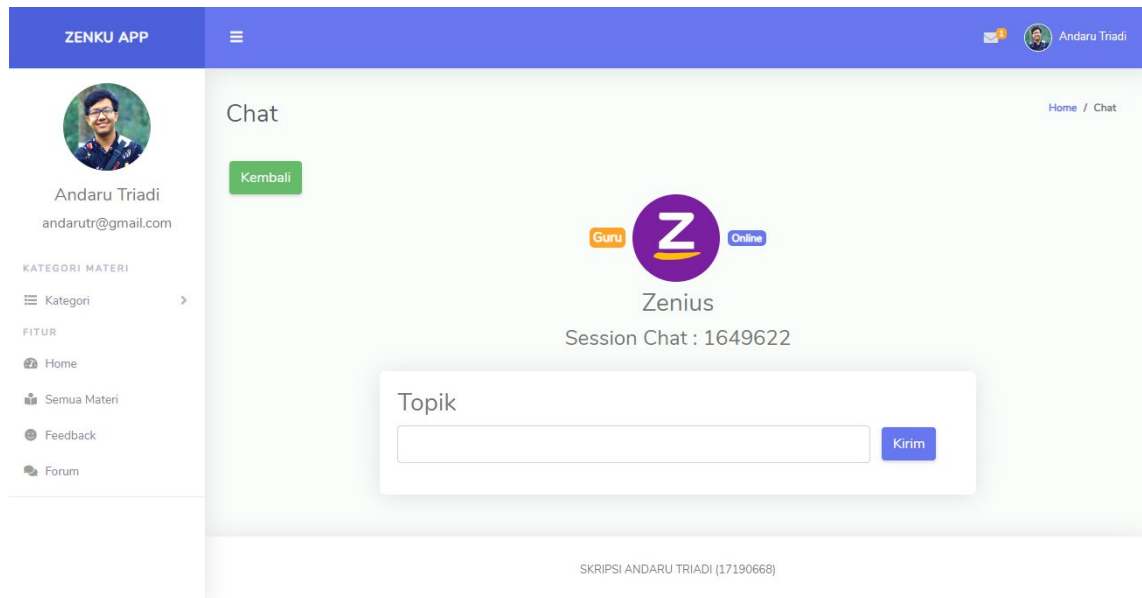 ZENKU APP
1
Andaru Triadi
Andaru Triadi
andarutr@gmail.com
KATEGORI MATERI
Kategori
FITUR
Home
Semua Materi
Feedback
Forum
Chat
Home / Chat
Kembali
Guru
Z
Online
Zenius
Session Chat : 1649622
Topik
Kirim
SKRIPSI ANDARU TRIADI (17190668)